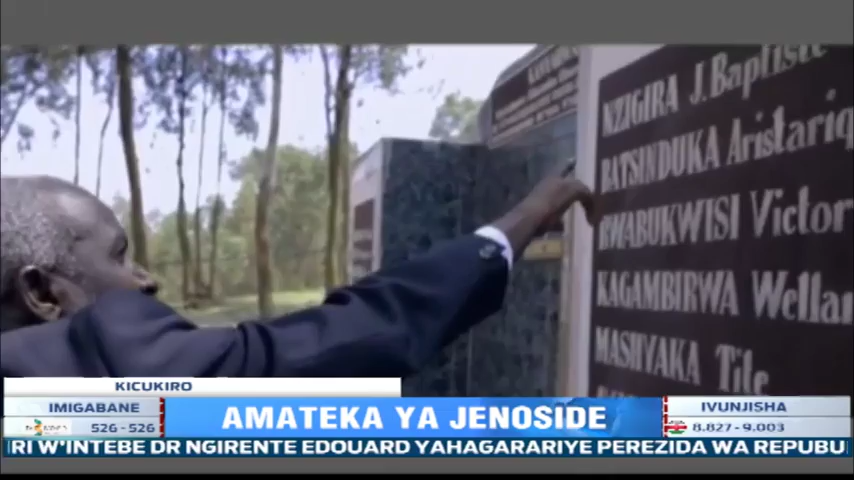 NZIGIRA J.Baptiste
BATSINDUKA Aristariq
RWABUKWISI Victor
KAGAMBIRWA Wellar
MASHYAKA Tite
KICUKIRO
IMIGABANE
526-526
AMATEKA YA JENOSIDE
IVUNJISHA
8.827-9.003
RI W'INTEBE DR NGIRENTE EDOUARD YAHAGARARIYE PEREZIDA WA REPUBU